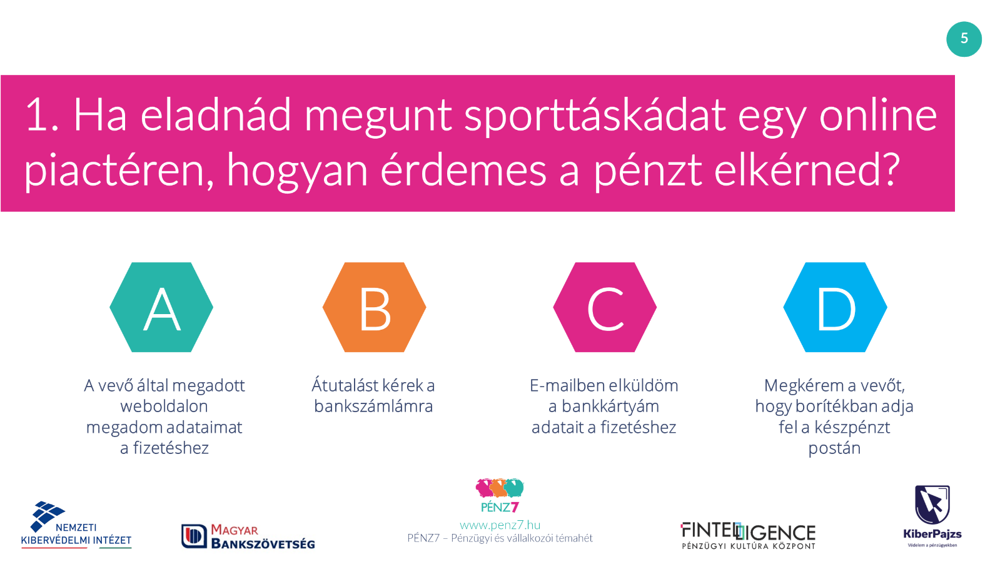 5
1. Ha eladnád megunt sporttáskádat egy online
piactéren, hogyan érdemes a pénzt elkérned?
A
A vevő által megadott
weboldalon
megadom adataimat
a fizetéshez
B
Átutalást kérek a
bankszámlámra
C
E-mailben elküldöm
a bankkártyám
adatait a fizetéshez
D
Megkérem a vevőt,
hogy borítékban adja
fel a készpénzt
postán
NEMZETI
KIBERVÉDELMI INTÉZET
MAGYAR
BANKSZÖVETSÉG
PÉNZ7
www.penz7.hu
PÉNZ7 – Pénzügyi és vállalkozói témahét
FINTELLIGENCE
PÉNZÜGYI KULTÚRA KÖZPONT
KiberPajzs
Védelem a pénzügyekben